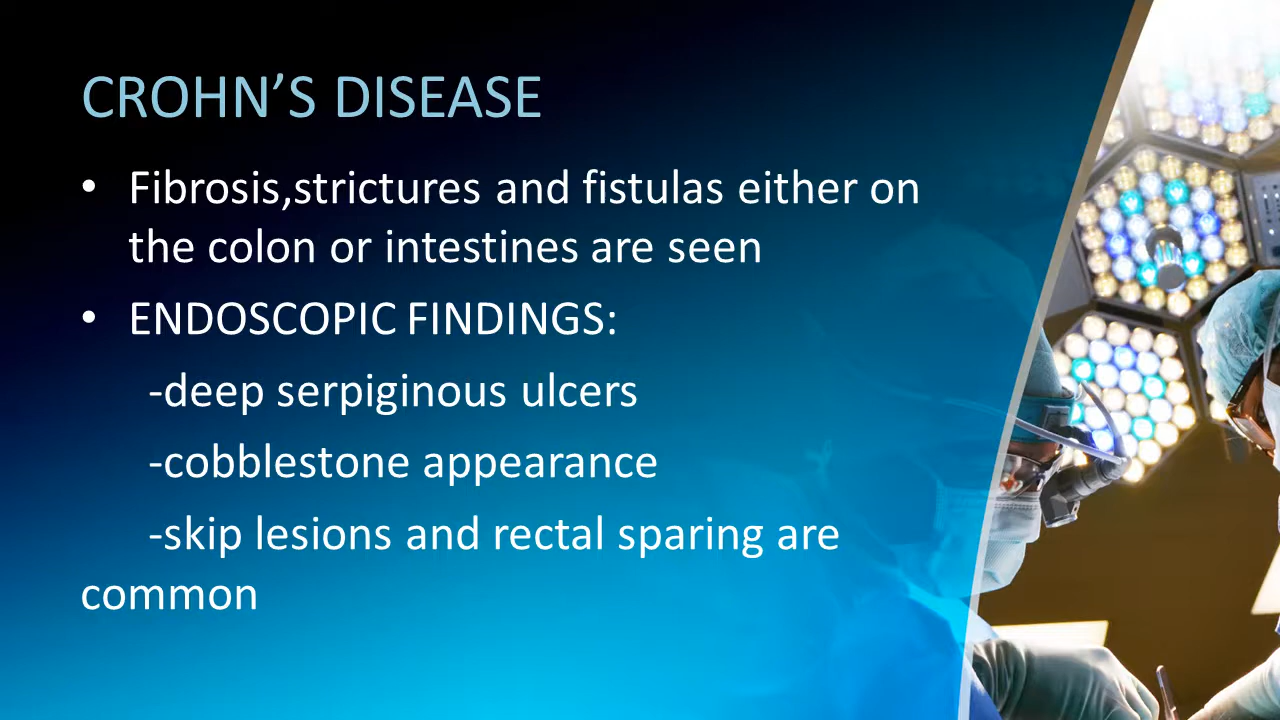 CROHN’S DISEASE
• Fibrosis,strictures and fistulas either on
the colon or intestines are seen
• ENDOSCOPIC FINDINGS:
-deep serpiginous ulcers
-cobblestone appearance
-skip lesions and rectal sparing are
common